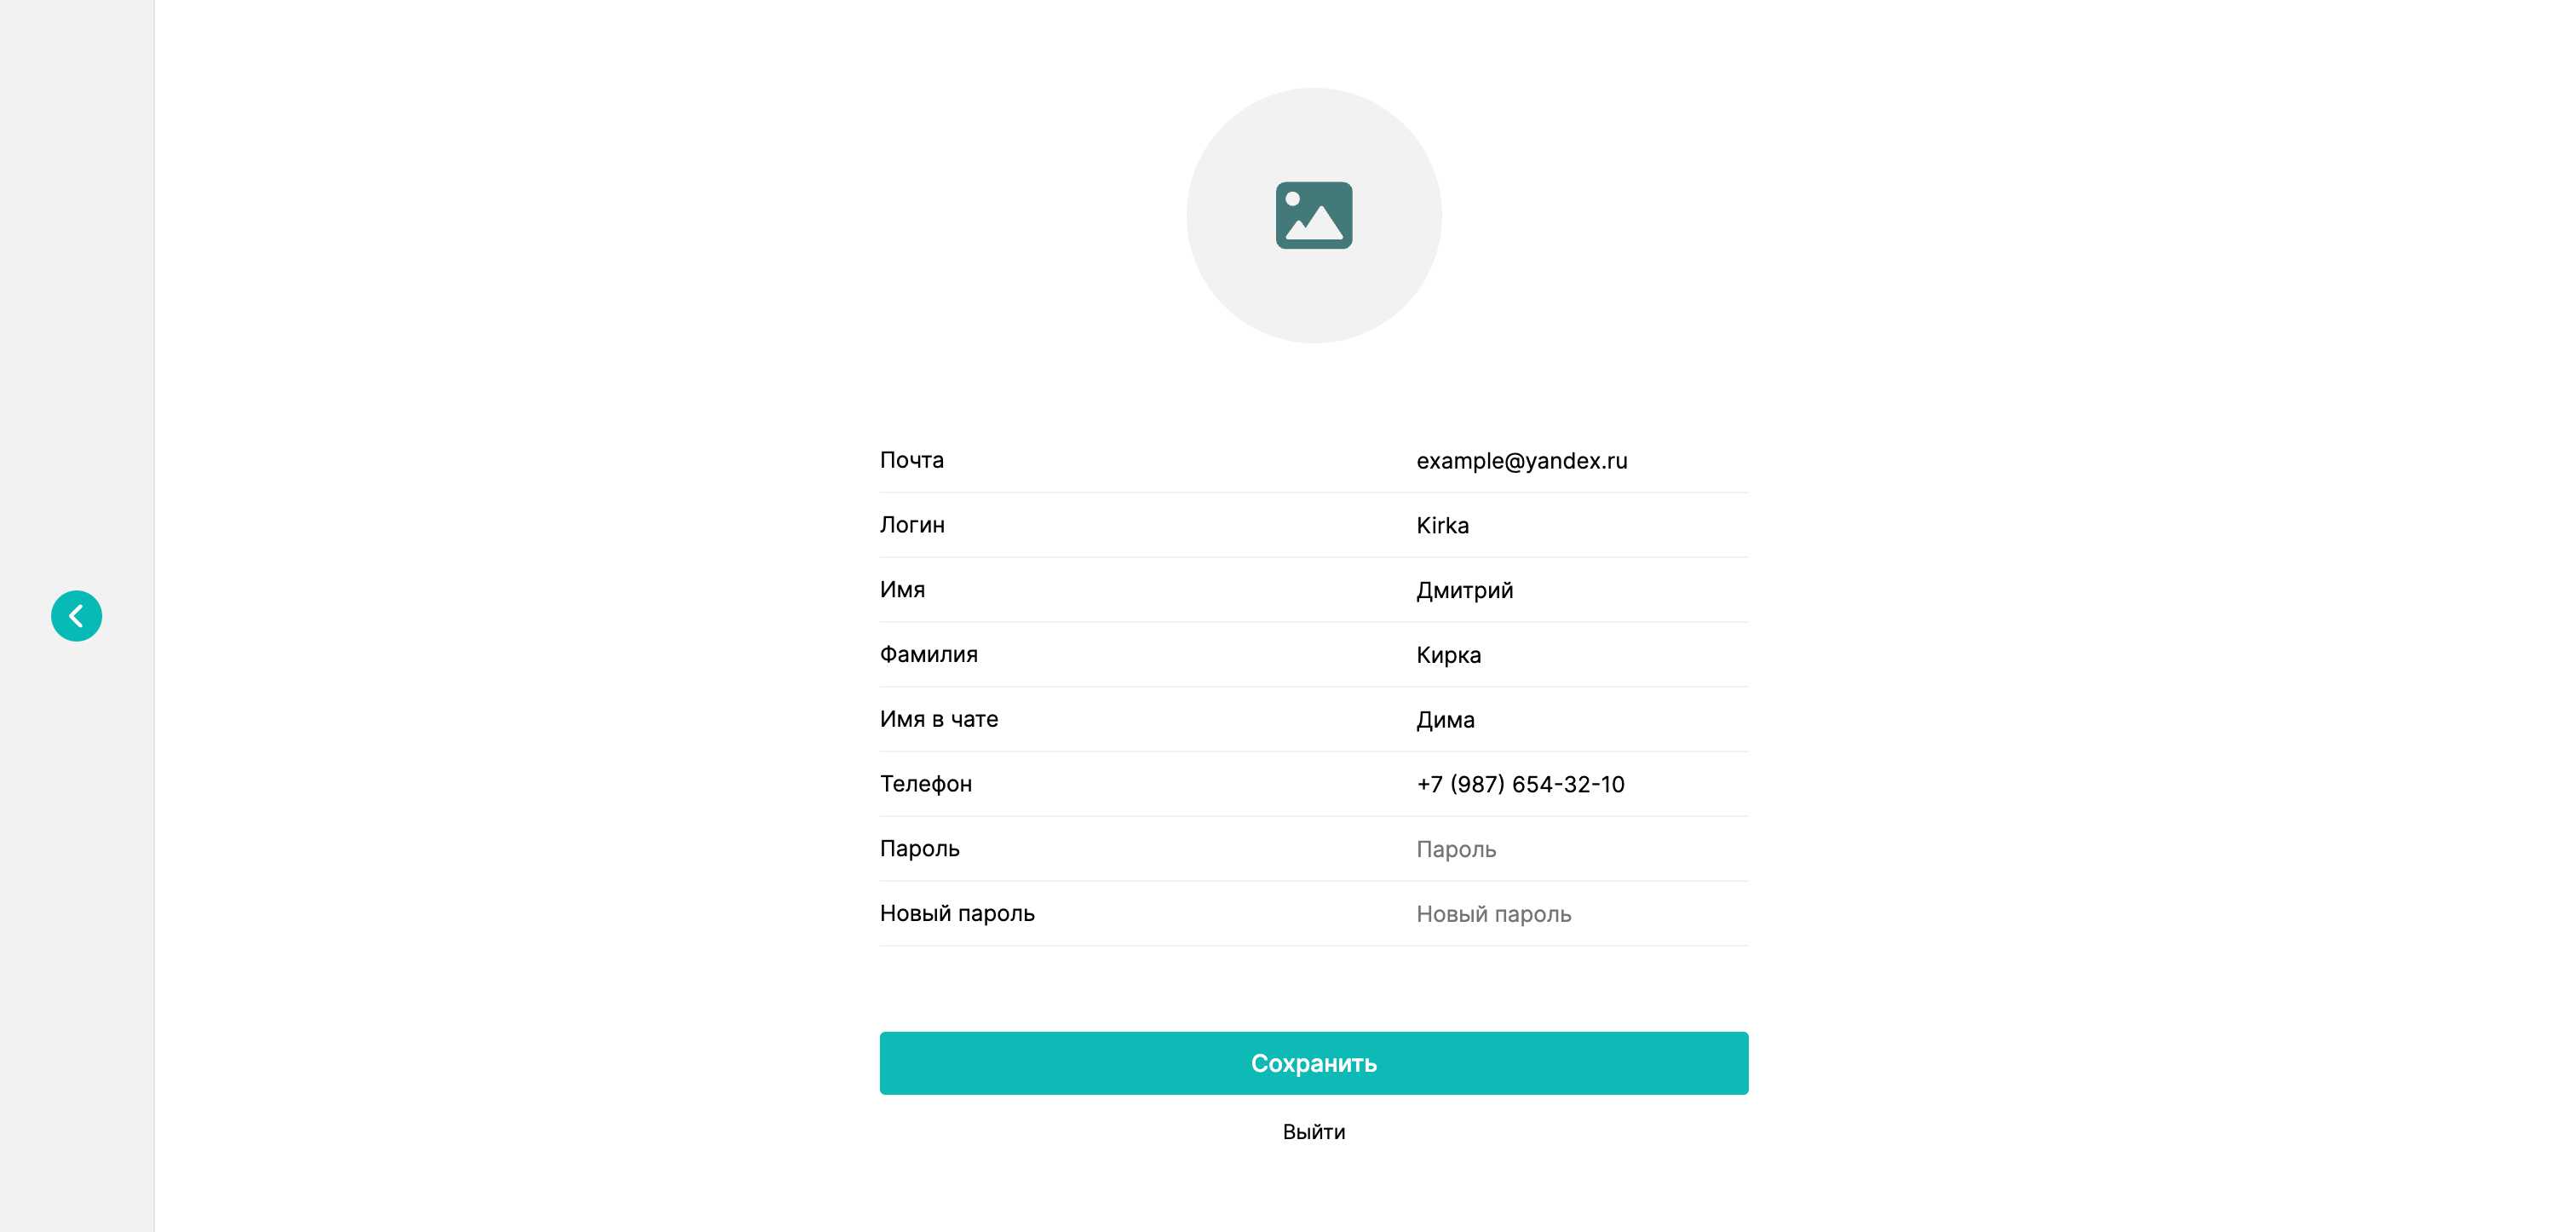 Почта example@yandex.ru
Логин Kirka
Имя Дмитрий
Фамилия Кирка
Имя в чате Дима
Телефон +7 (987) 654-32-10
Пароль Пароль
Новый пароль Новый пароль
Сохранить
Выйти